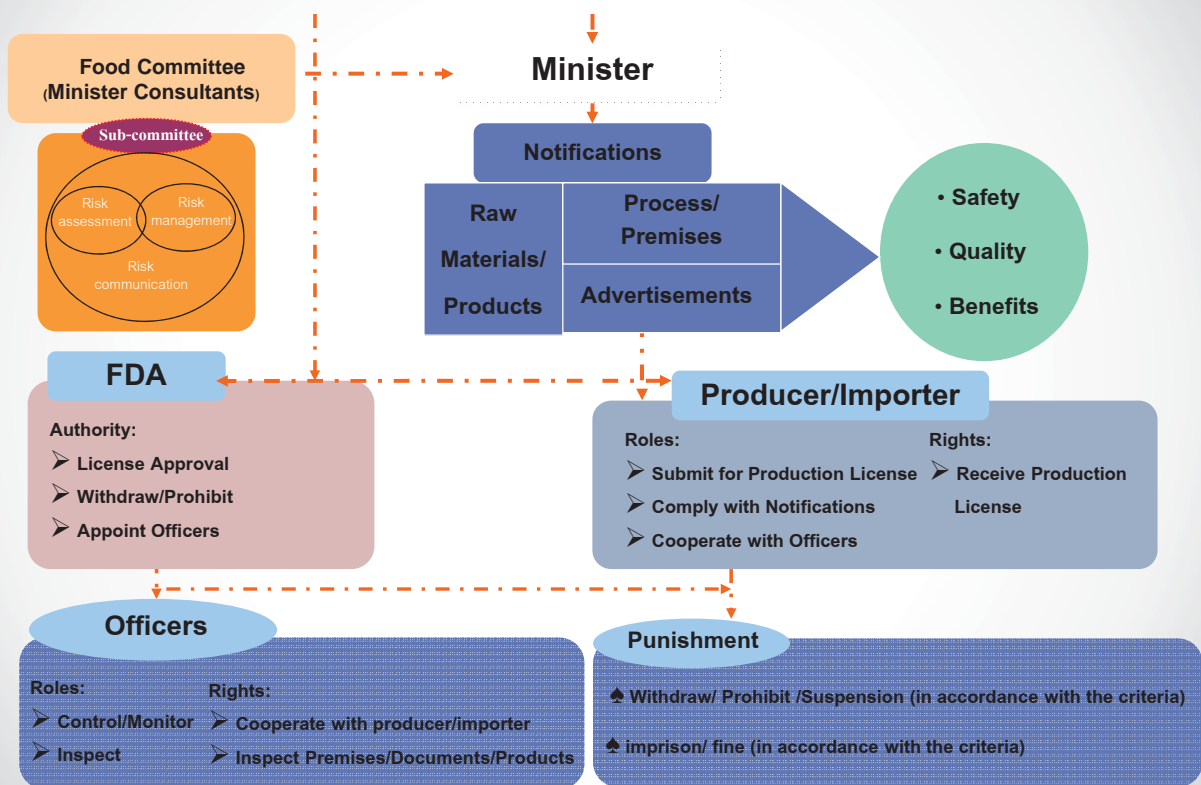 Food Committee
(Minister Consultants)
Minister
Sub-committee
Risk
assessment
Risk
management
Risk
communication
Notifications
Raw
Materials/
Products
Process/
Premises
Advertisements
• Safety
• Quality
• Benefits
FDA
Authority:
➢ License Approval
➢ Withdraw/Prohibit
➢ Appoint Officers
Producer/Importer
Roles:
➢ Submit for Production License
➢ Comply with Notifications
➢ Cooperate with Officers
Rights:
➢ Receive Production
License
Officers
Roles:
➢ Control/Monitor
➢ Inspect
Rights:
➢ Cooperate with producer/importer
➢ Inspect Premises/Documents/Products
Punishment
♠ Withdraw/ Prohibit /Suspension (in accordance with the criteria)
♠ imprison/ fine (in accordance with the criteria)